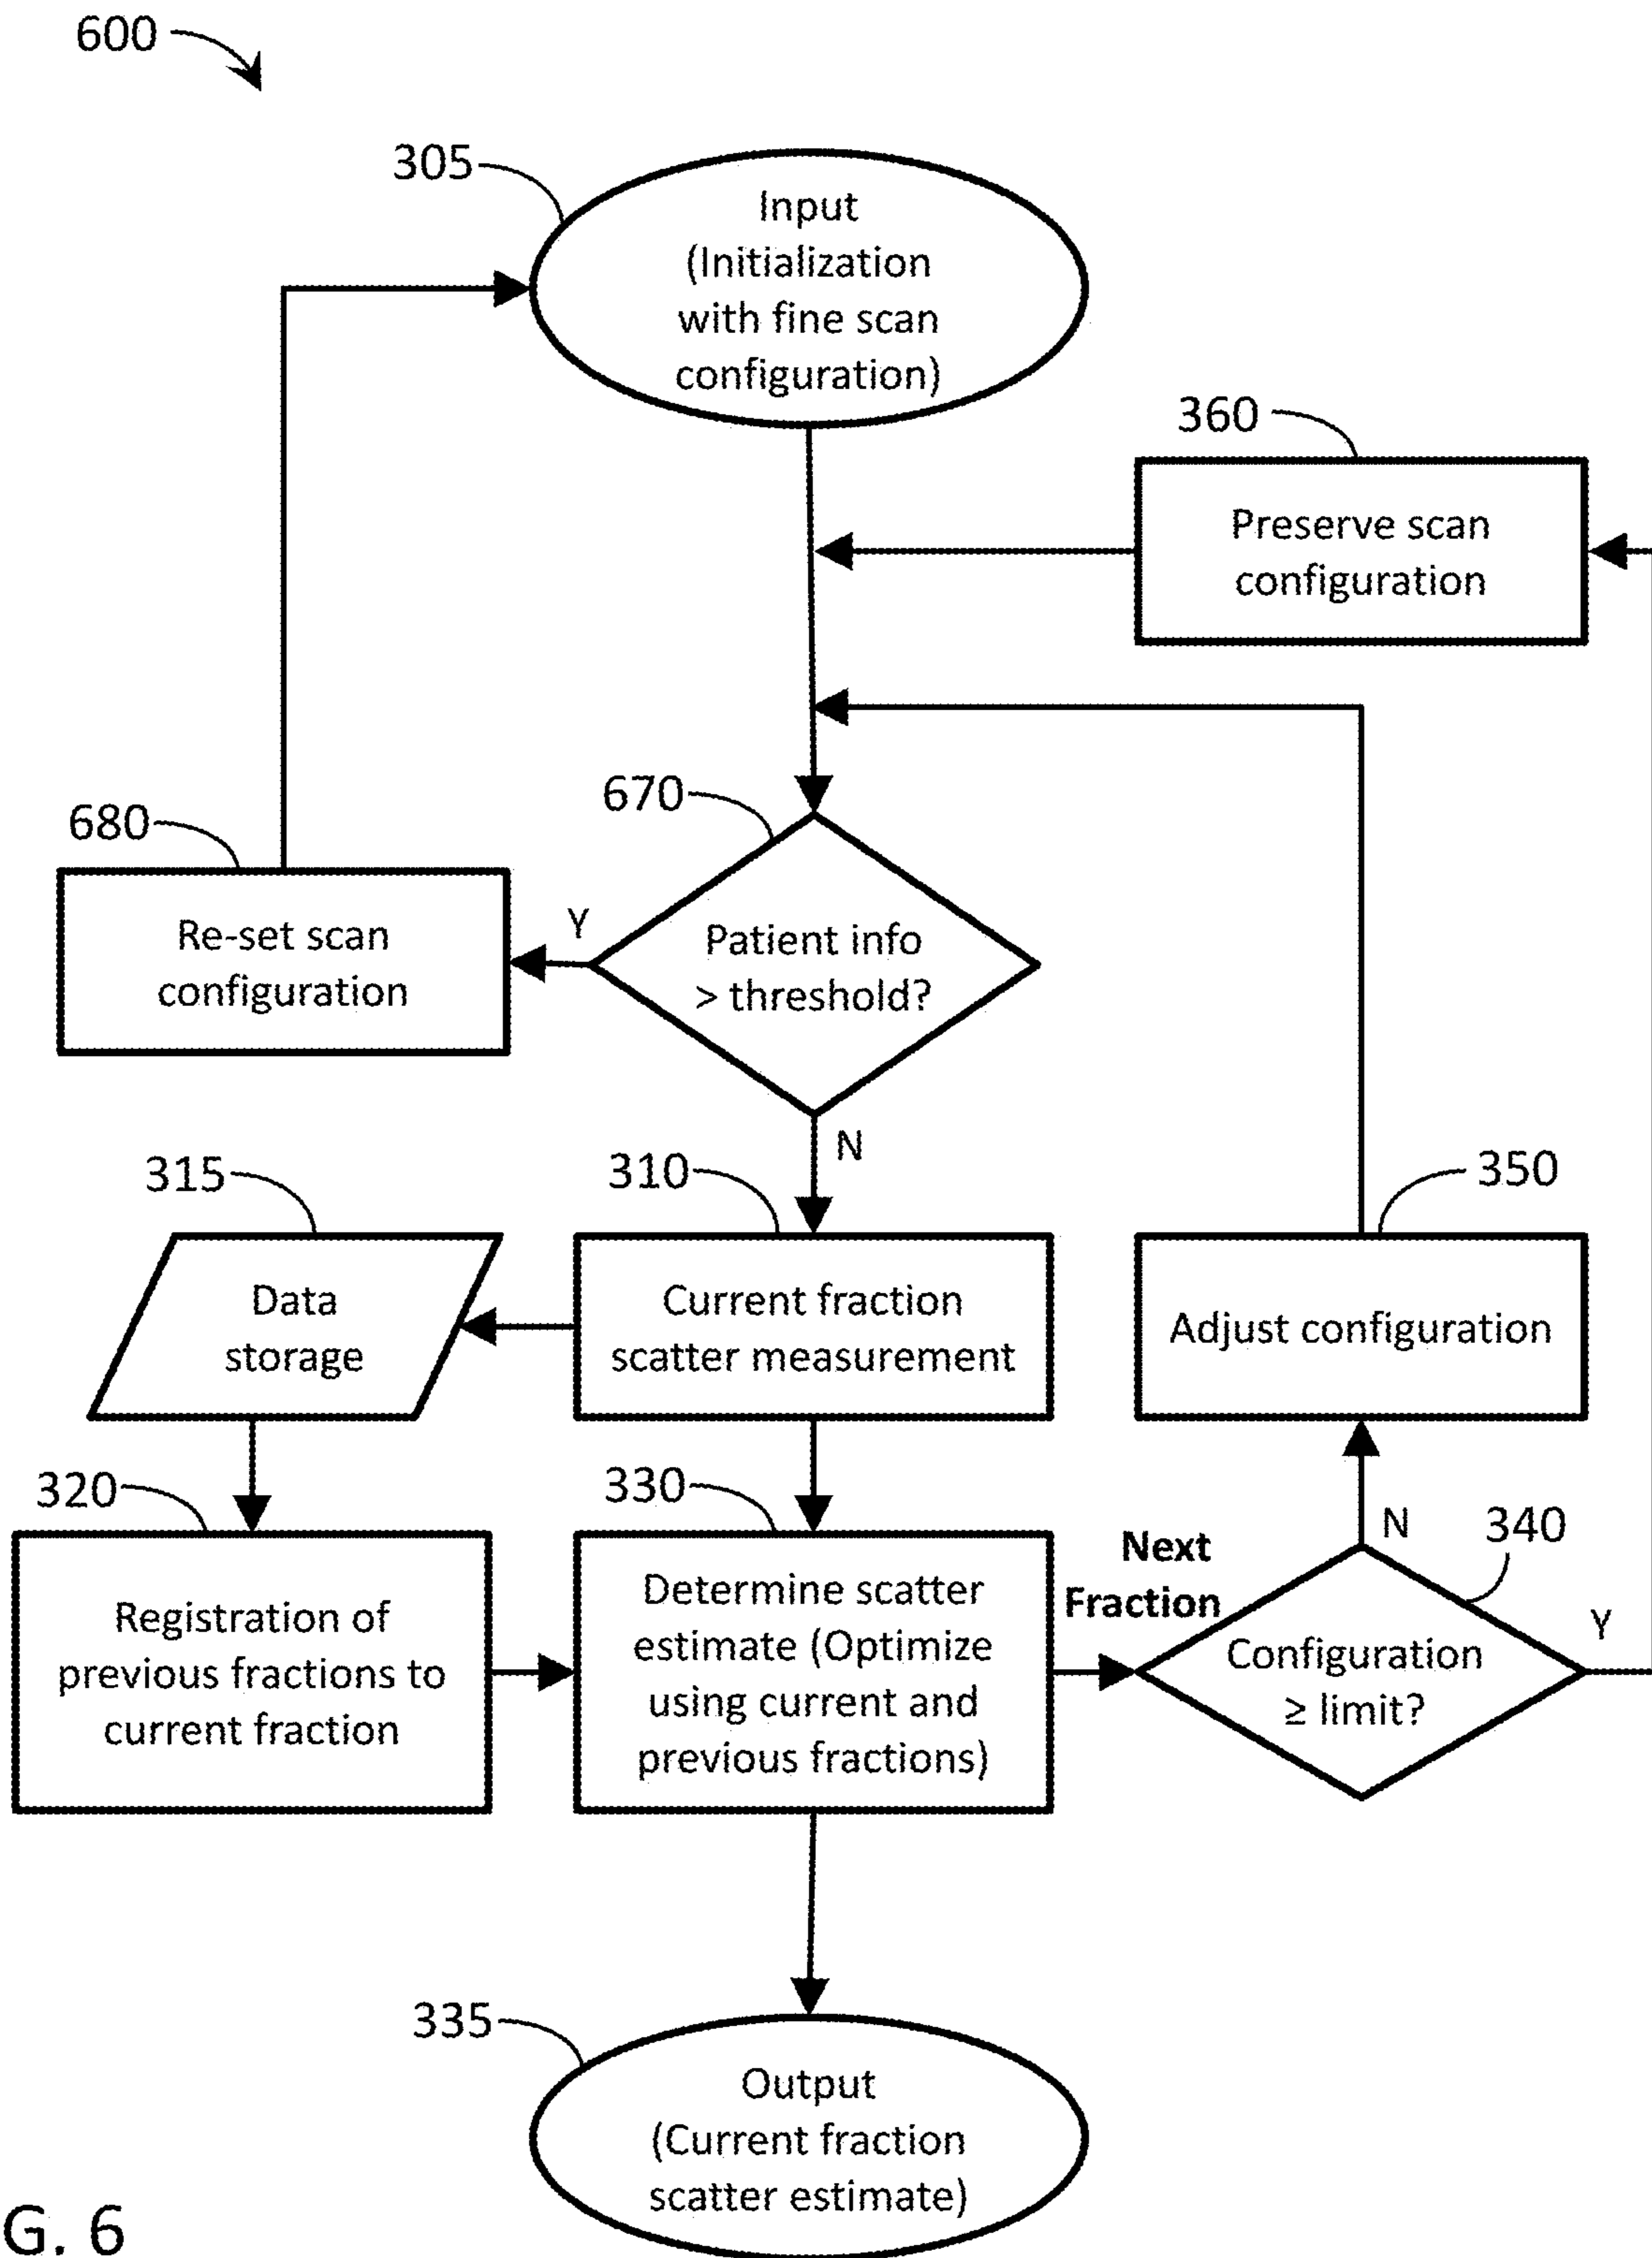 600
305
Input
(Initialization
with fine scan
configuration)
360
Preserve scan
configuration
670
680
Re-set scan
configuration
Y
Patient info
> threshold?
N
315
310
350
Data
storage
Current fraction
scatter measurement
Adjust configuration
320
330
N
340
Next
Fraction
Registration of
previous fractions to
current fraction
Determine scatter
estimate (Optimize
using current and
previous fractions)
Configuration
≥ limit?
Y
335
Output
(Current fraction
scatter estimate)
G. 6